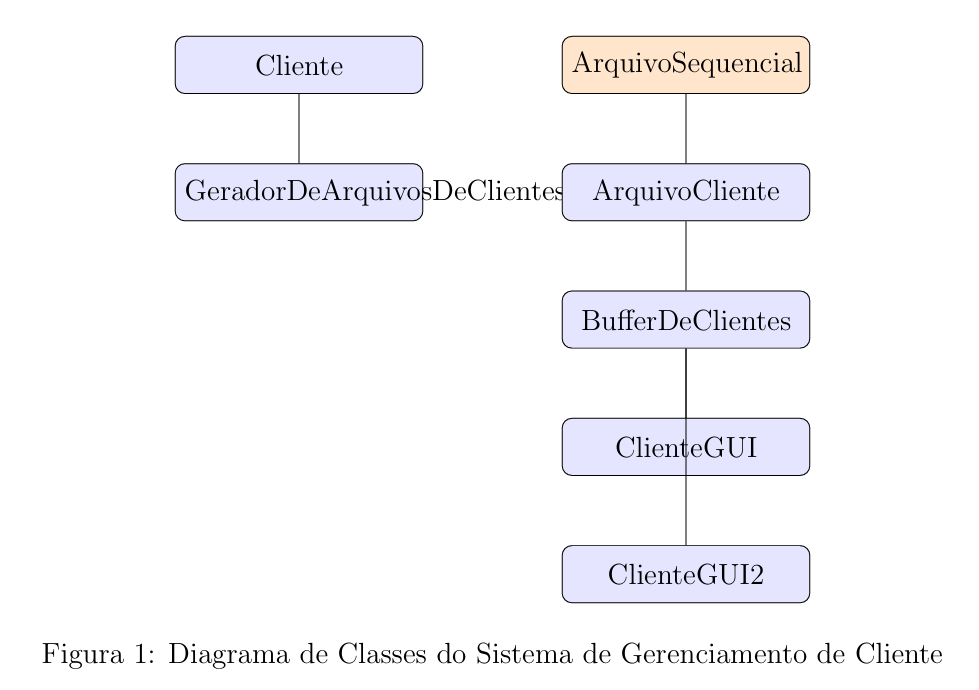 Cliente
ArquivoSequencial
GeradorDeArquivosDeClientes
ArquivoCliente
BufferDeClientes
ClienteGUI
ClienteGUI2
Figura 1: Diagrama de Classes do Sistema de Gerenciamento de Cliente